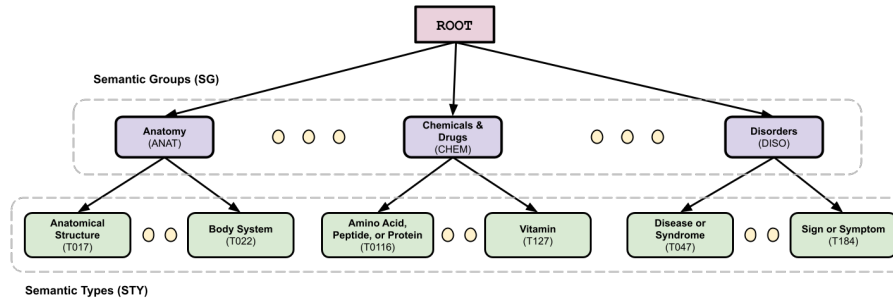 ROOT
Semantic Groups (SG)
Anatomy
(ANAT)
Chemicals &
Drugs
(CHEM)
Disorders
(DISO)
Anatomical
Structure
(T017)
Body System
(T022)
Amino Acid,
Peptide, or Protein
(T0116)
Vitamin
(T127)
Disease or
Syndrome
(T047)
Sign or Symptom
(T184)
Semantic Types (STY)